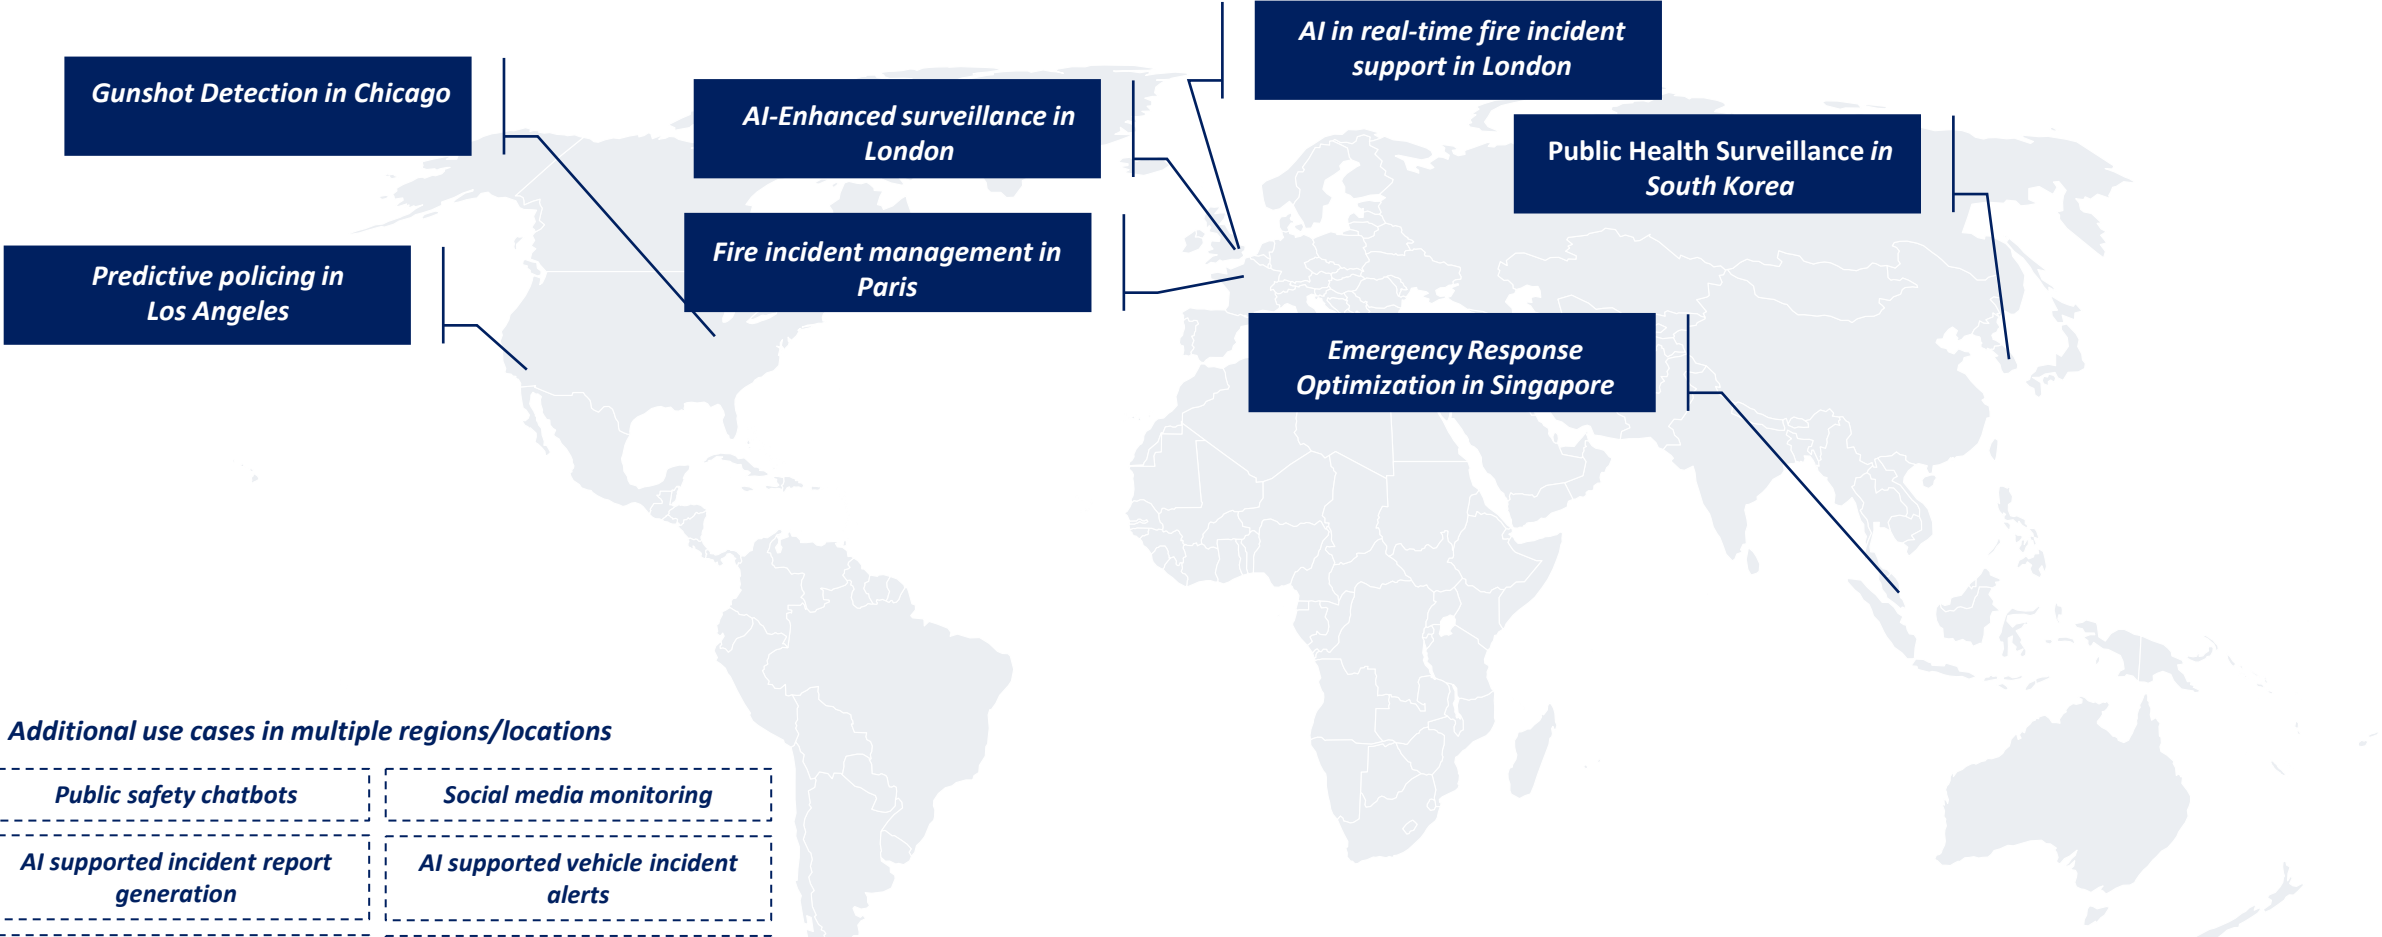 AI in real-time fire incident
support in London
Gunshot Detection in Chicago
AI-Enhanced surveillance in
London
Public Health Surveillance in
South Korea
Fire incident management in
Paris
Predictive policing in
Los Angeles
Emergency Response
Optimization in Singapore
Additional use cases in multiple regions/locations
Public safety chatbots
Social media monitoring
AI supported incident report
generation
AI supported vehicle incident
alerts